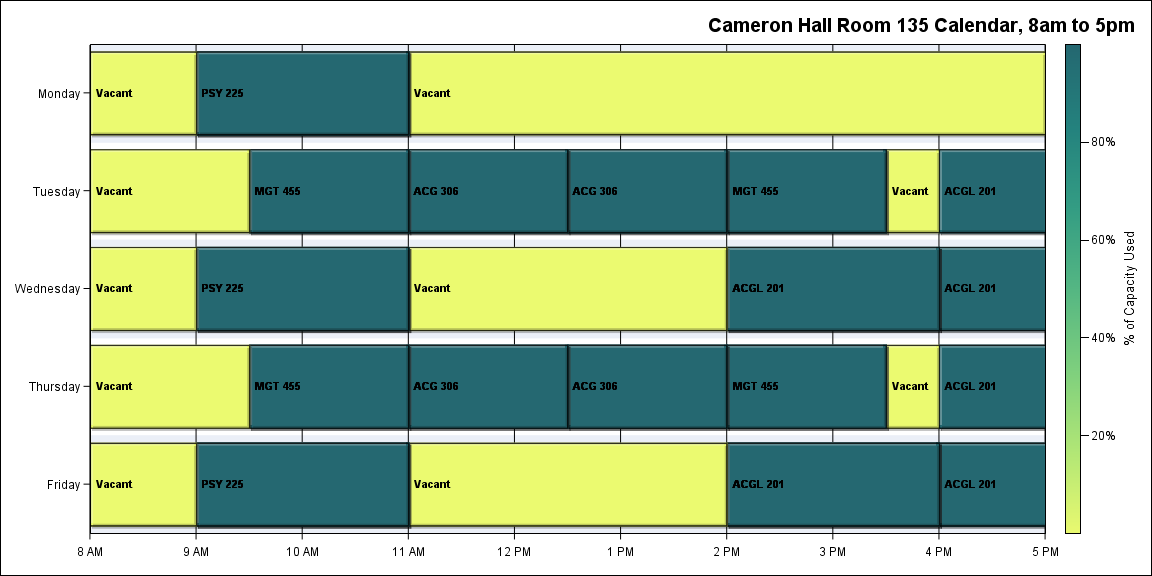 Cameron Hall Room 135 Calendar, 8am to 5pm
Monday
Vacant
PSY 225
Vacant
Tuesday
Vacant
MGT 455
ACG 306
ACG 306
MGT 455
Vacant
ACGL 201
Wednesday
Vacant
PSY 225
Vacant
ACGL 201
ACGL 201
Thursday
Vacant
MGT 455
ACG 306
ACG 306
MGT 455
Vacant
ACGL 201
Friday
Vacant
PSY 225
Vacant
ACGL 201
ACGL 201
8 AM
9 AM
10 AM
11 AM
12 PM
1 PM
2 PM
3 PM
4 PM
5 PM
80%
60%
40%
20%
% of Capacity Used